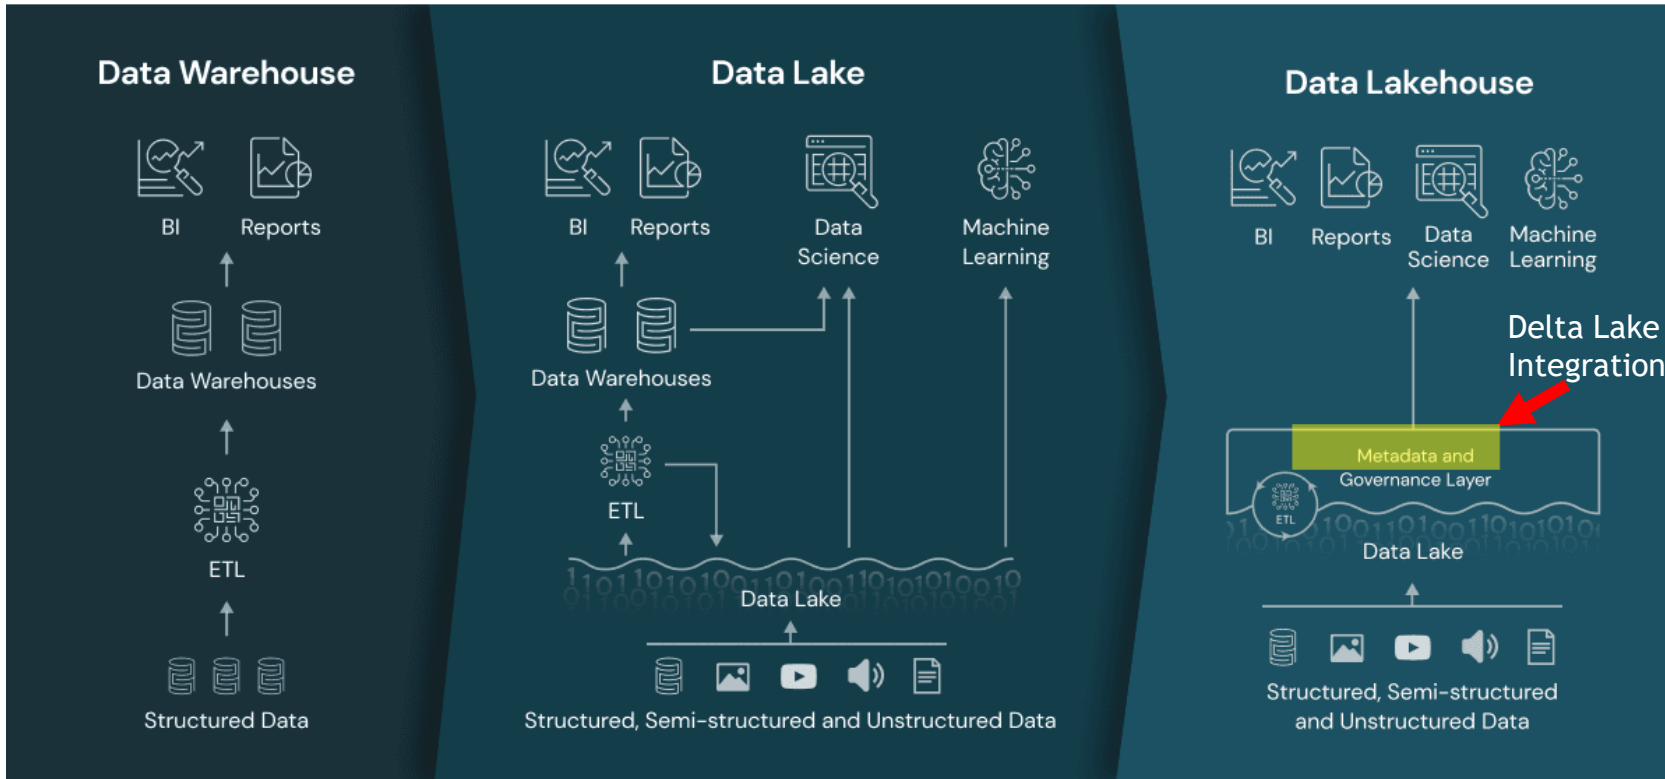 Data Warehouse
BI
Reports
Data Warehouses
ETL
Structured Data
Data Lake
BI
Reports
Data
Science
Machine
Learning
Data Warehouses
ETL
Data Lake
Structured, Semi-structured and Unstructured Data
Data Lakehouse
BI
Reports
Data
Science
Machine
Learning
Delta Lake
Integration
Metadata and
Governance Layer
ETL
Data Lake
Structured, Semi-structured
and Unstructured Data